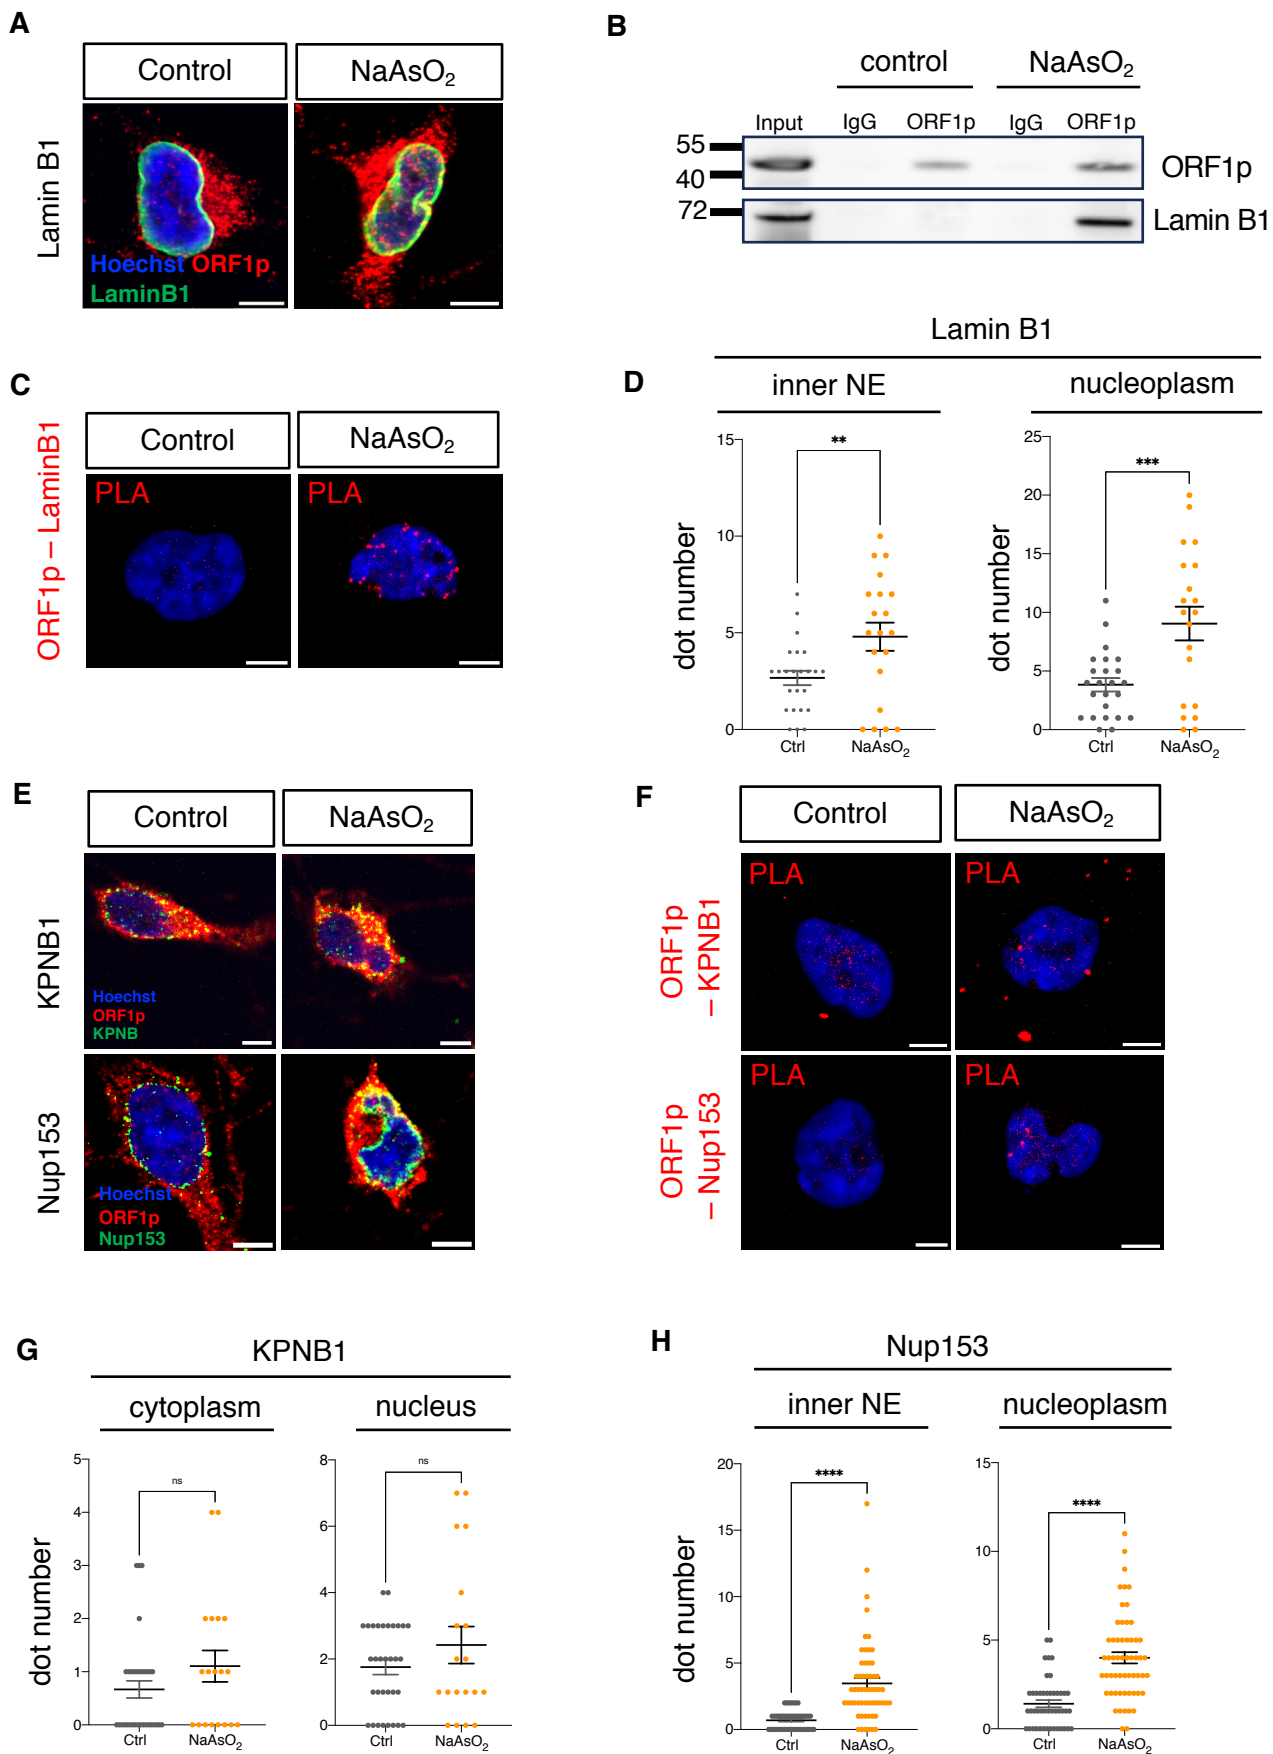 A
Control
NaAsO₂
Lamin B1
Hoechst ORF1p
LaminB1
B
control
NaAsO₂
Input
IgG
ORF1p
IgG
ORF1p
55
40
72
ORF1p
Lamin B1
C
Control
NaAsO₂
ORF1p – LaminB1
PLA
PLA
D
Lamin B1
inner NE
nucleoplasm
dot number
15
10
5
0
**
Ctrl
NaAsO₂
dot number
25
20
15
10
5
0
***
Ctrl
NaAsO₂
E
Control
NaAsO₂
KPNB1
Hoechst
ORF1p
KPNB
Nup153
Hoechst
ORF1p
Nup153
F
Control
NaAsO₂
ORF1p
– KPNB1
PLA
PLA
ORF1p
– Nup153
PLA
PLA
G
KPNB1
cytoplasm
nucleus
dot number
5
4
3
2
1
0
ns
Ctrl
NaAsO₂
8
6
4
2
0
ns
Ctrl
NaAsO₂
H
Nup153
inner NE
nucleoplasm
dot number
20
15
10
5
0
****
Ctrl
NaAsO₂
15
10
5
0
****
Ctrl
NaAsO₂